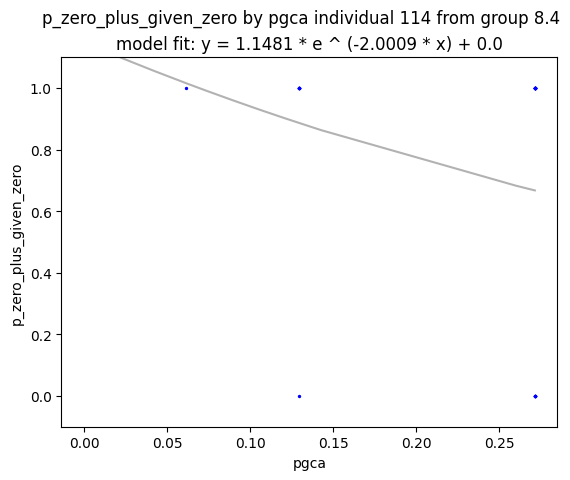 p_zero_plus_given_zero by pgca individual 114 from group 8.4
model fit: y = 1.1481 * e ^ (-2.0009 * x) + 0.0
1.0
0.8
0.6
0.4
0.2
0.0
p_zero_plus_given_zero
0.00 0.05 0.10 0.15 0.20 0.25
pgca